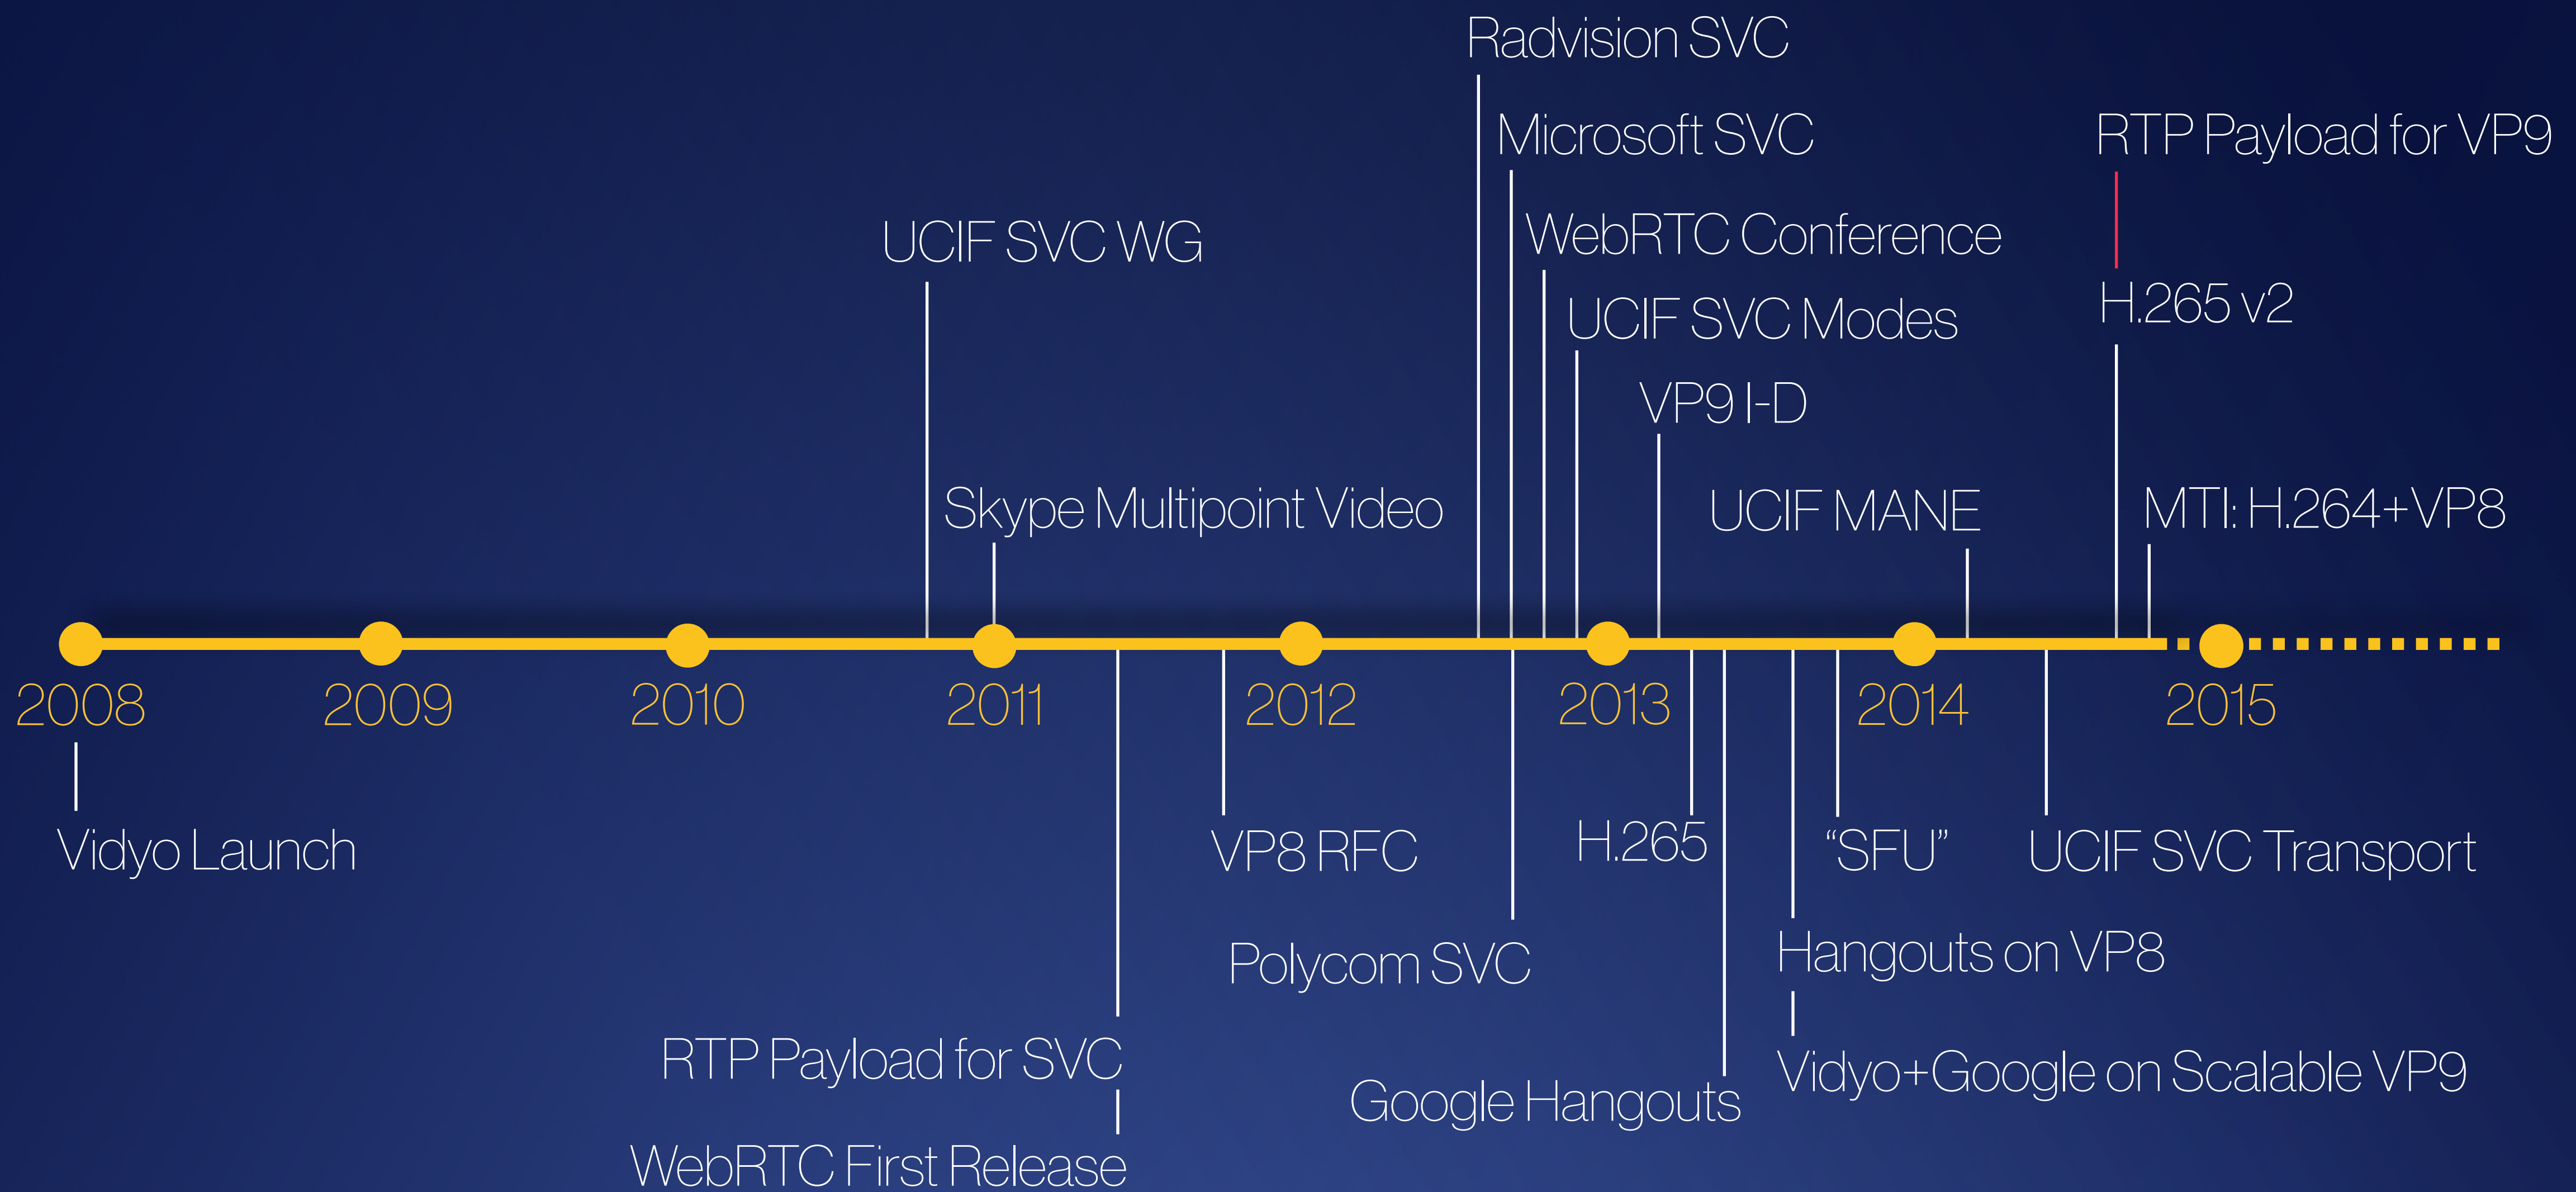 Radvision SVC
Microsoft SVC
RTP Payload for VP9
WebRTC Conference
UCIF SVC WG
H.265 v2
UCIF SVC Modes
VP9 I-D
Skype Multipoint Video
UCIF MANE
MTI: H.264+VP8
2008
2009
2010
2011
2012
2013
2014
2015
Vidyo Launch
VP8 RFC
H.265
“SFU”
UCIF SVC Transport
Polycom SVC
Hangouts on VP8
RTP Payload for SVC
Google Hangouts
Vidyo+Google on Scalable VP9
WebRTC First Release